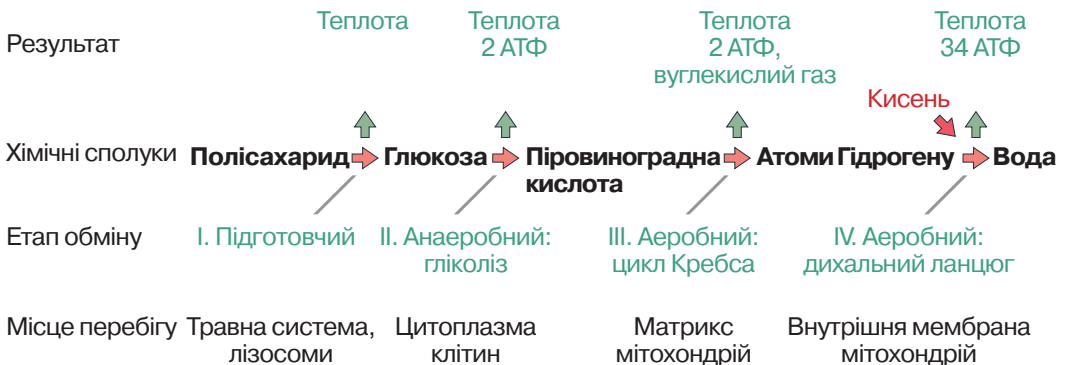 Результат
Теплота
Теплота
2 АТФ
Теплота
2 АТФ,
вуглекислий газ
Теплота
34 АТФ
Кисень
Хімічні сполуки
Полісахарид
Глюкоза
Піровиноградна
кислота
Атоми Гідрогену
Вода
Етап обміну
І. Підготовчий
ІІ. Анаеробний:
гліколіз
ІІІ. Аеробний:
цикл Кребса
IV. Аеробний:
дихальний ланцюг
Місце перебігу
Травна система,
лізосоми
Цитоплазма
клітин
Матрикс
мітохондрій
Внутрішня мембрана
мітохондрій